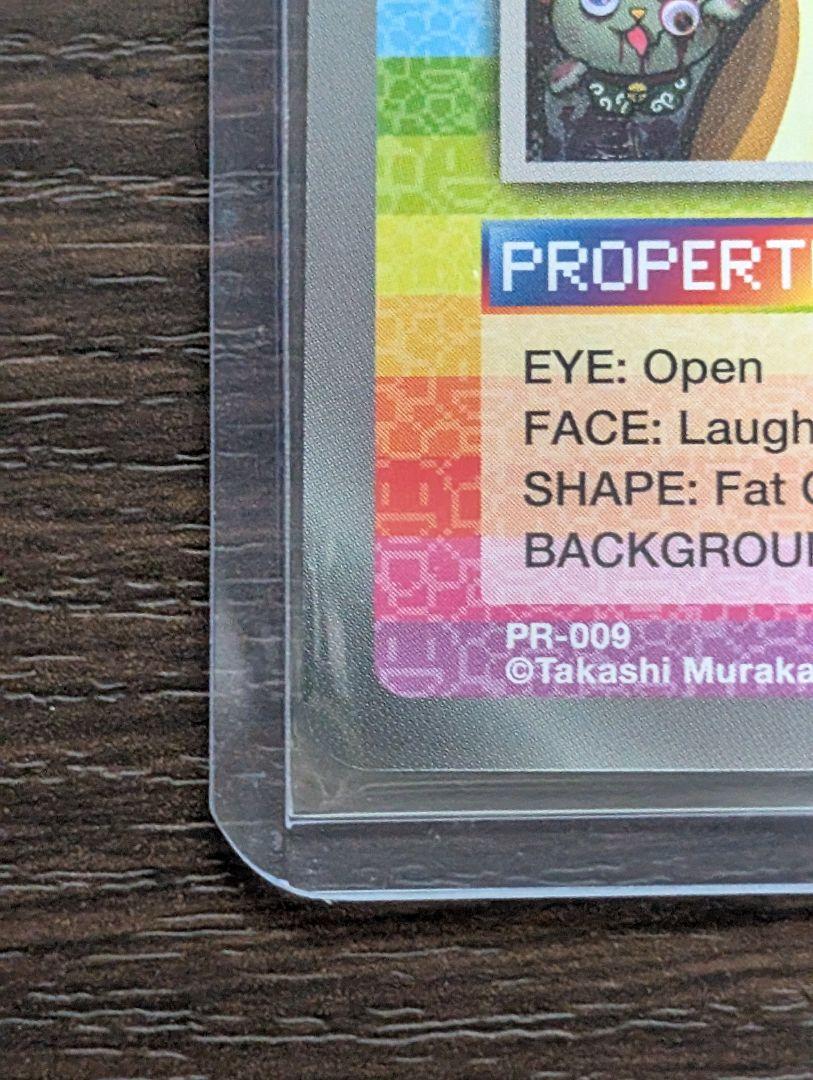 PROPERT
EYE: Open
FACE: Laugh
SHAPE: Fat
BACKGROU
PR-009
©Takashi Muraka